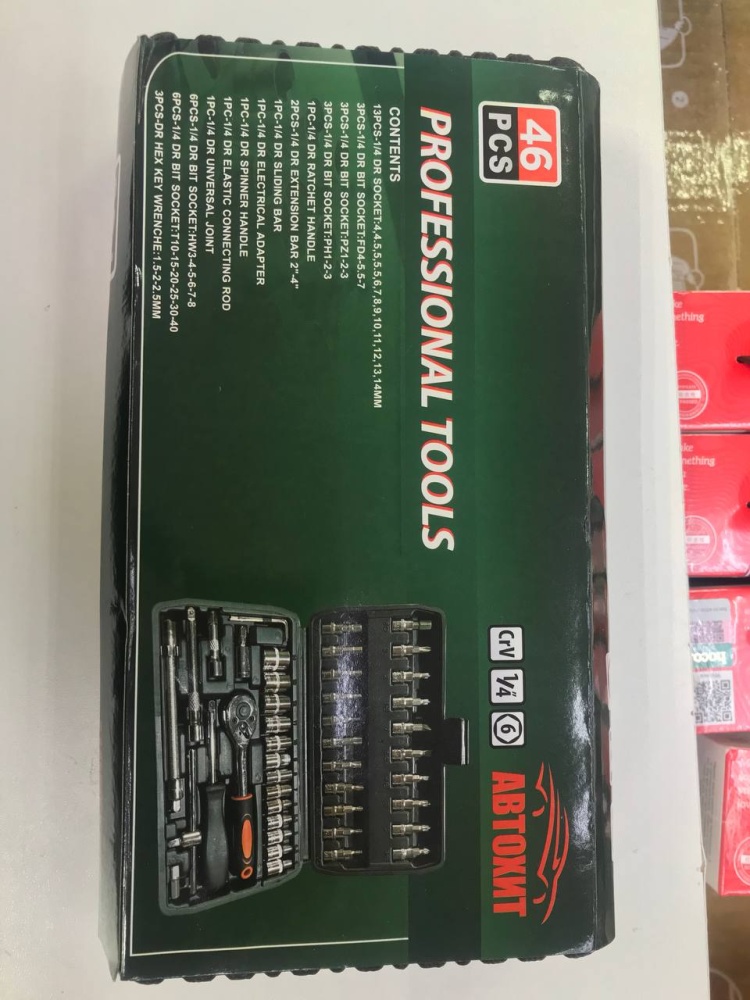 46
PCS
PROFESSIONAL TOOLS
CONTENTS
13PCS-1/4 DR SOCKET:4,4.5,5,5.5,6,7,8,9,10,11,12,13,14MM
3PCS-1/4 DR BIT SOCKET:FD4-5.5-7
3PCS-1/4 DR BIT SOCKET:PZ1-2-3
3PCS-1/4 DR BIT SOCKET:PH1-2-3
1PC-1/4 DR RATCHET HANDLE
2PCS-1/4 DR EXTENSION BAR 2"-4"
1PC-1/4 DR SLIDING BAR
1PC-1/4 DR ELECTRICAL ADAPTER
1PC-1/4 DR SPINNER HANDLE
1PC-1/4 DR ELASTIC CONNECTING ROD
1PC-1/4 DR UNVERSAL JOINT
6PCS-1/4 DR BIT SOCKET:HW3-4-5-6-7-8
6PCS-1/4 DR BIT SOCKET:T10-15-20-25-30-40
3PCS-DR HEX KEY WRENCHE:1.5-2-2.5MM
CrV 1/4" 6
АВТОХИТ
ke
nething
ke
nething
hoco.